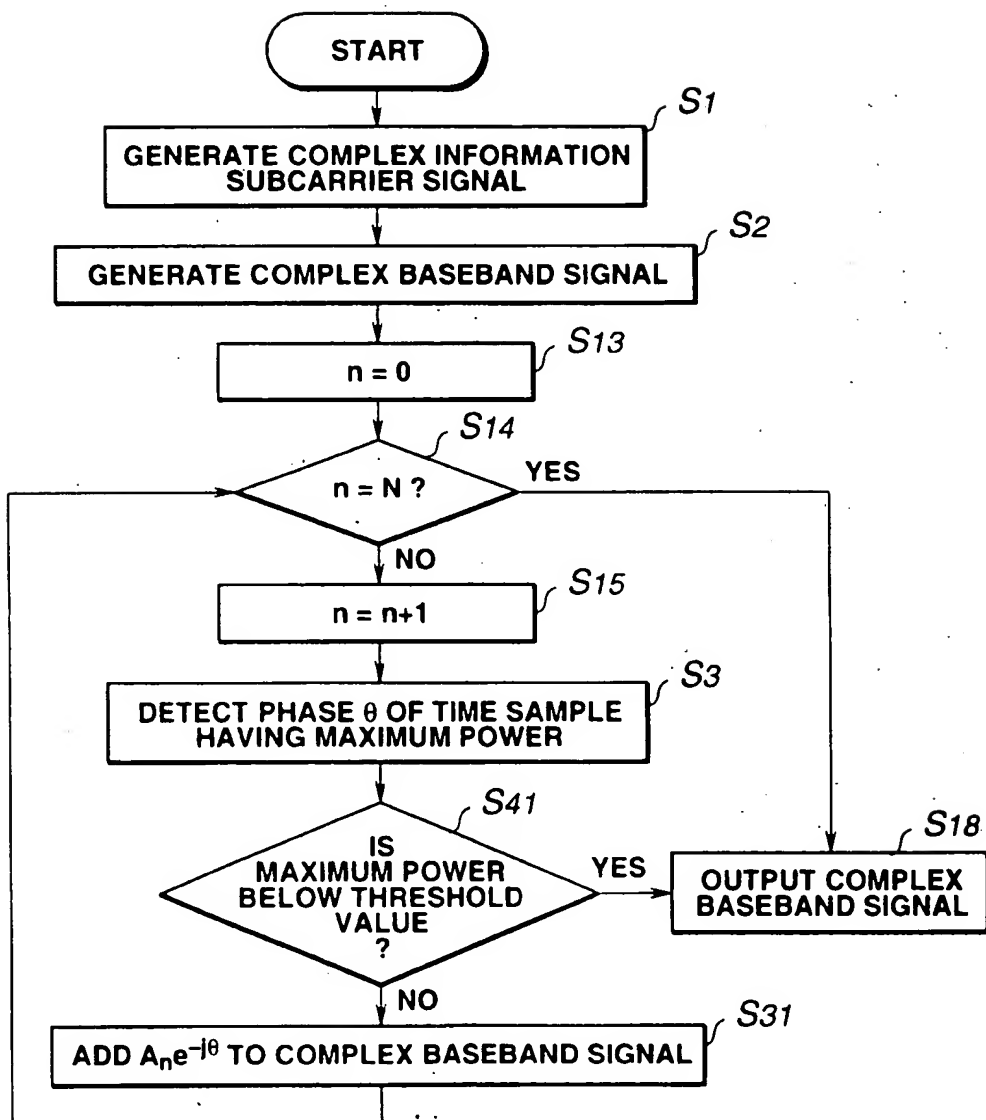 START
S1
GENERATE COMPLEX INFORMATION
SUBCARRIER SIGNAL
S2
GENERATE COMPLEX BASEBAND SIGNAL
S13
n = 0
S14
n = N ?
YES
NO
S15
n = n+1
S3
DETECT PHASE θ OF TIME SAMPLE
HAVING MAXIMUM POWER
S41
IS
MAXIMUM POWER
BELOW THRESHOLD
VALUE
?
YES
S18
OUTPUT COMPLEX
BASEBAND SIGNAL
NO
S31
ADD Aₙe⁻ʲᶿ TO COMPLEX BASEBAND SIGNAL